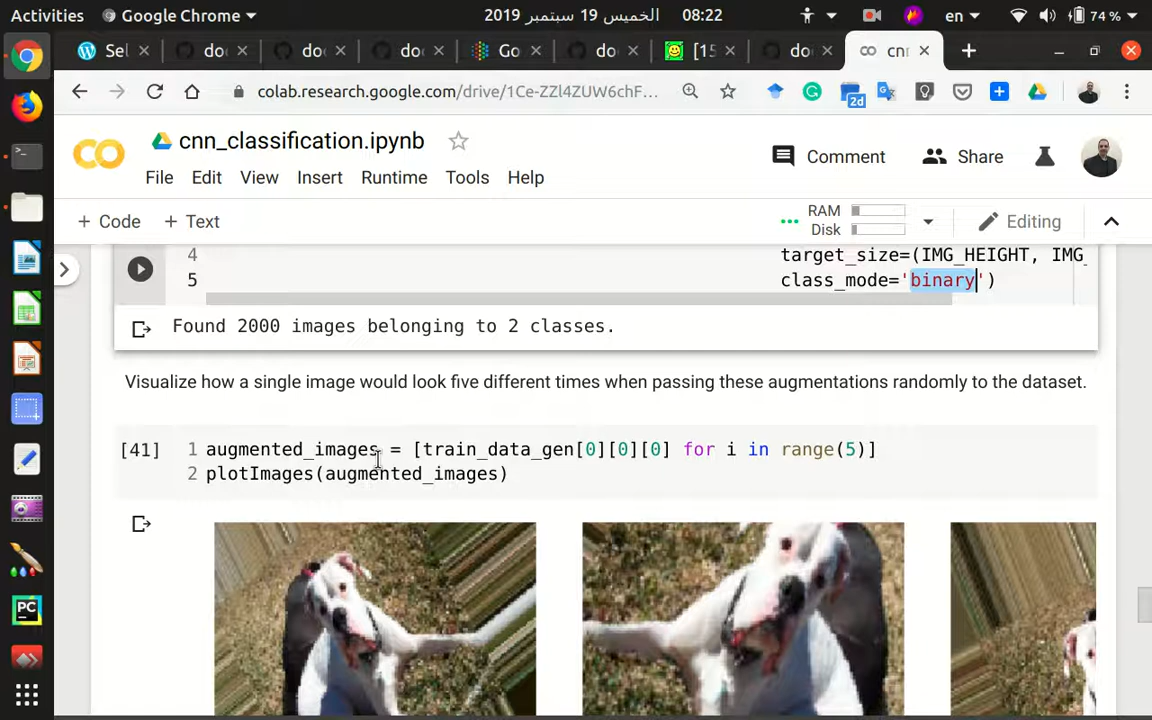 Activities Google Chrome الخميس 19 سبتمبر 2019 08:22 en 74 %
Sel doc do do Go do [15 do cnn
colab.research.google.com/drive/1Ce-ZZl4ZUW6chF... 2d
cnn_classification.ipynb
Comment Share
File Edit View Insert Runtime Tools Help
+ Code + Text RAM Disk Editing
4 target_size=(IMG_HEIGHT, IMG_
5 class_mode='binary')
Found 2000 images belonging to 2 classes.
Visualize how a single image would look five different times when passing these augmentations randomly to the dataset.
[41] 1 augmented_images = [train_data_gen[0][0][0] for i in range(5)]
2 plotImages(augmented_images)
PC